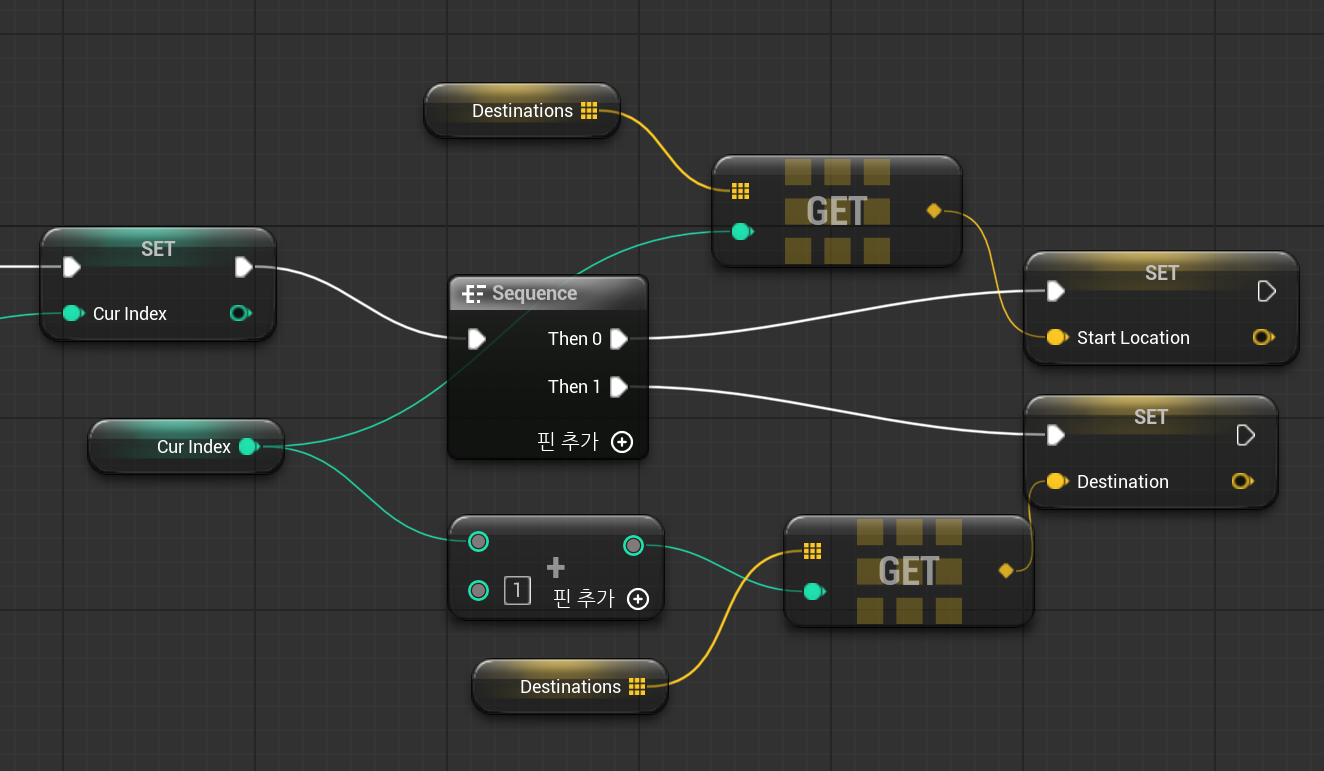 Destinations
GET
SET
Cur Index
Sequence
Then 0
Then 1
핀 추가
SET
Start Location
Cur Index
SET
Destination
+
1
핀 추가
GET
Destinations